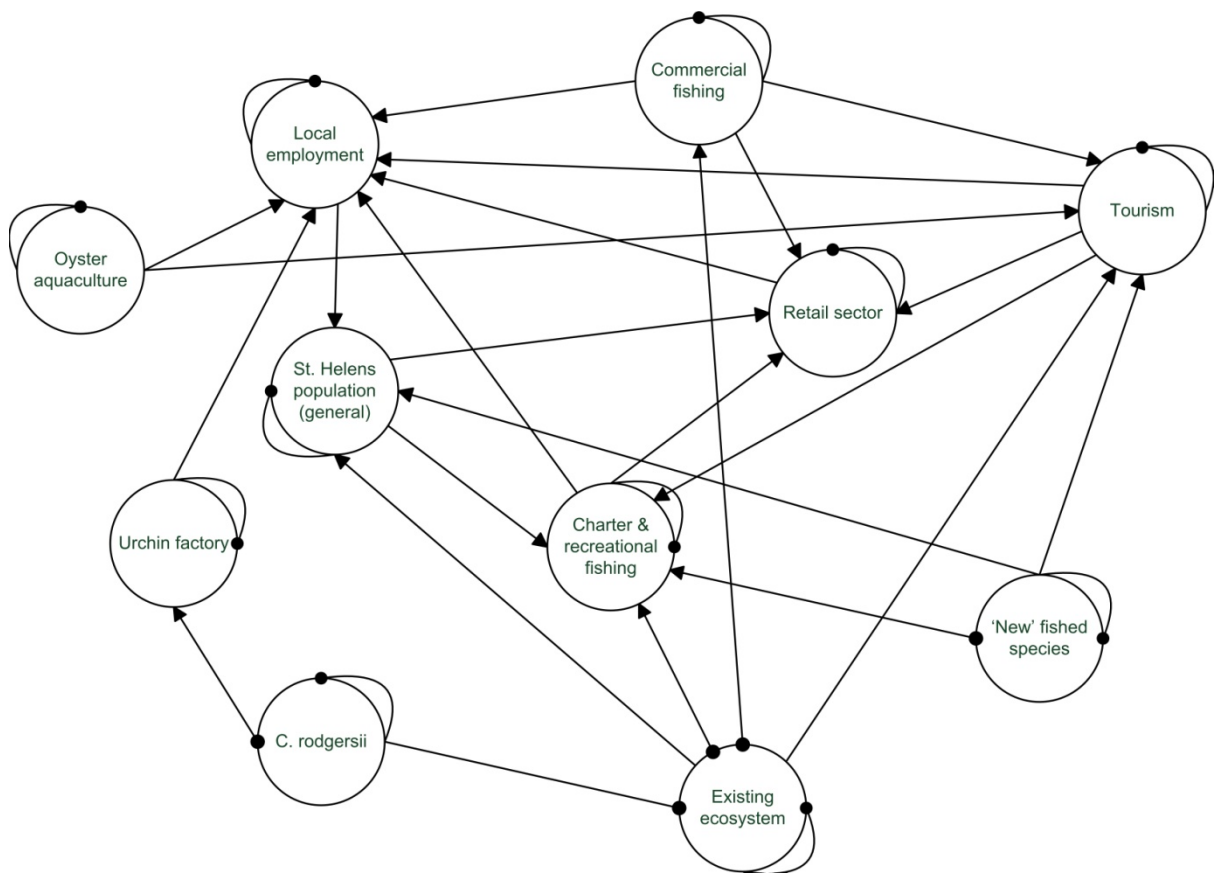 Commercial
fishing
Local
employment
Tourism
Oyster
aquaculture
Retail sector
St. Helens
population
(general)
Urchin factory
Charter &
recreational
fishing
‘New’ fished
species
C. rodgersii
Existing
ecosystem